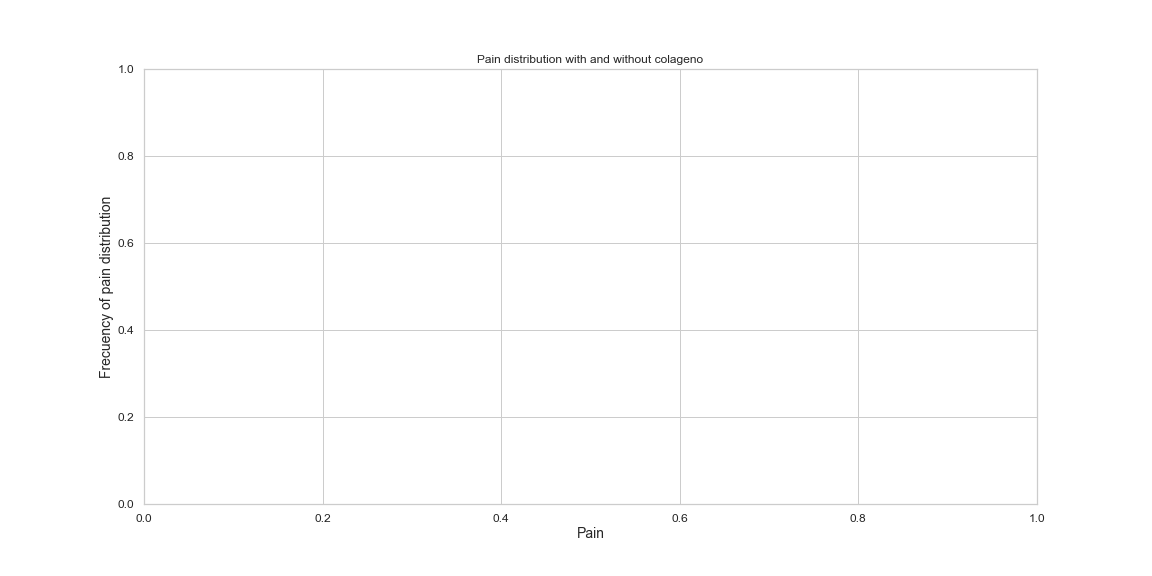 Pain distribution with and without colageno
1.0
0.8
0.6
0.4
0.2
0.0
Frecuency of pain distribution
0.0 0.2 0.4 0.6 0.8 1.0
Pain